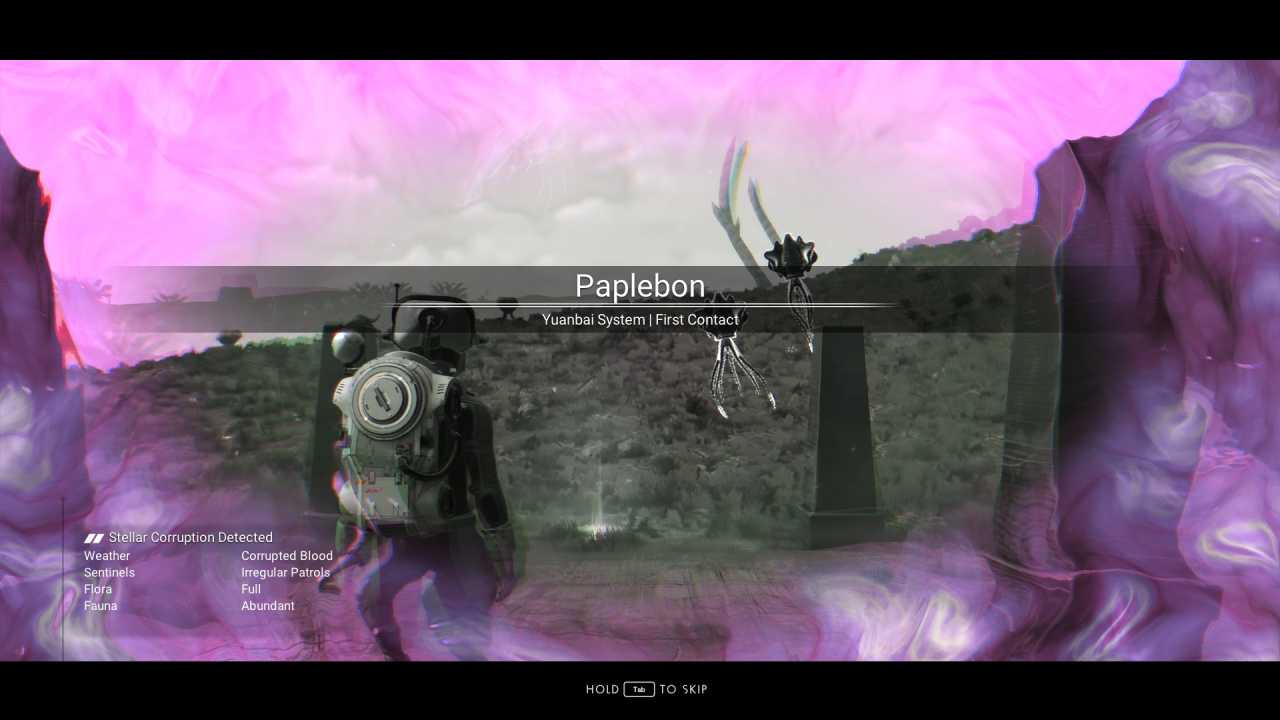 Paplebon
Yuanbai System | First Contact
Stellar Corruption Detected
Weather Corrupted Blood
Sentinels Irregular Patrols
Flora Full
Fauna Abundant
HOLD Tab TO SKIP